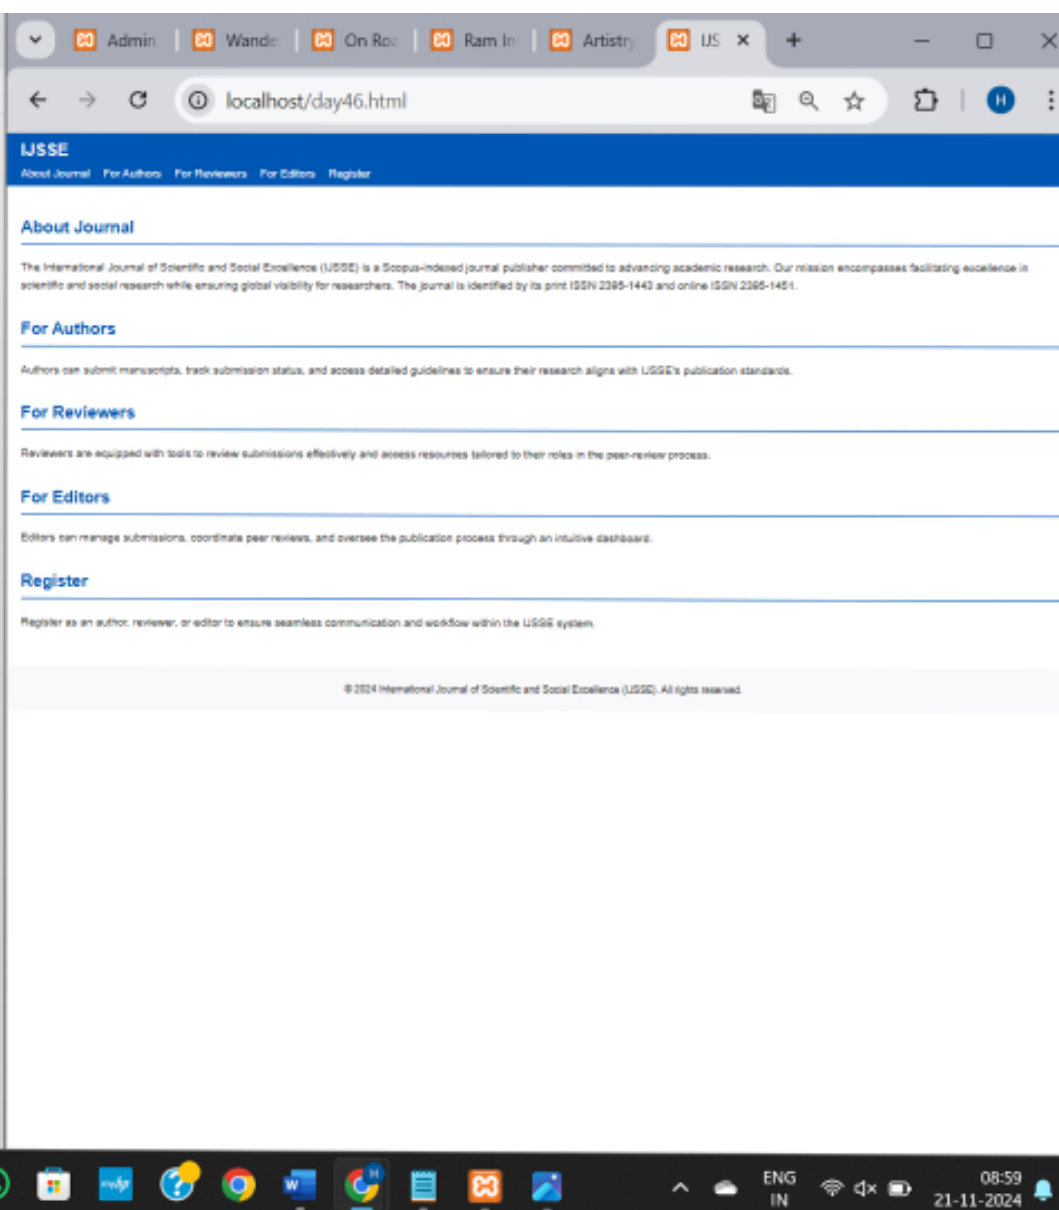 Admin
Wande
On Roa
Ram In
Artistry
IJS
localhost/day46.html
H
IJSSE
About Journal For Authors For Reviewers For Editors Register
About Journal
The International Journal of Scientific and Social Excellence (IJSSE) is a Scopus-indexed journal publisher committed to advancing academic research. Our mission encompasses facilitating excellence in
scientific and social research while ensuring global visibility for researchers. The journal is identified by its print ISSN 2395-1443 and online ISSN 2395-1451.
For Authors
Authors can submit manuscripts, track submission status, and access detailed guidelines to ensure their research aligns with IJSSE's publication standards.
For Reviewers
Reviewers are equipped with tools to review submissions effectively and access resources tailored to their roles in the peer-review process.
For Editors
Editors can manage submissions, coordinate peer reviews, and oversee the publication process through an intuitive dashboard.
Register
Register as an author, reviewer, or editor to ensure seamless communication and workflow within the IJSSE system.
© 2024 International Journal of Scientific and Social Excellence (IJSSE). All rights reserved.
W
H
ENG
IN
08:59
21-11-2024